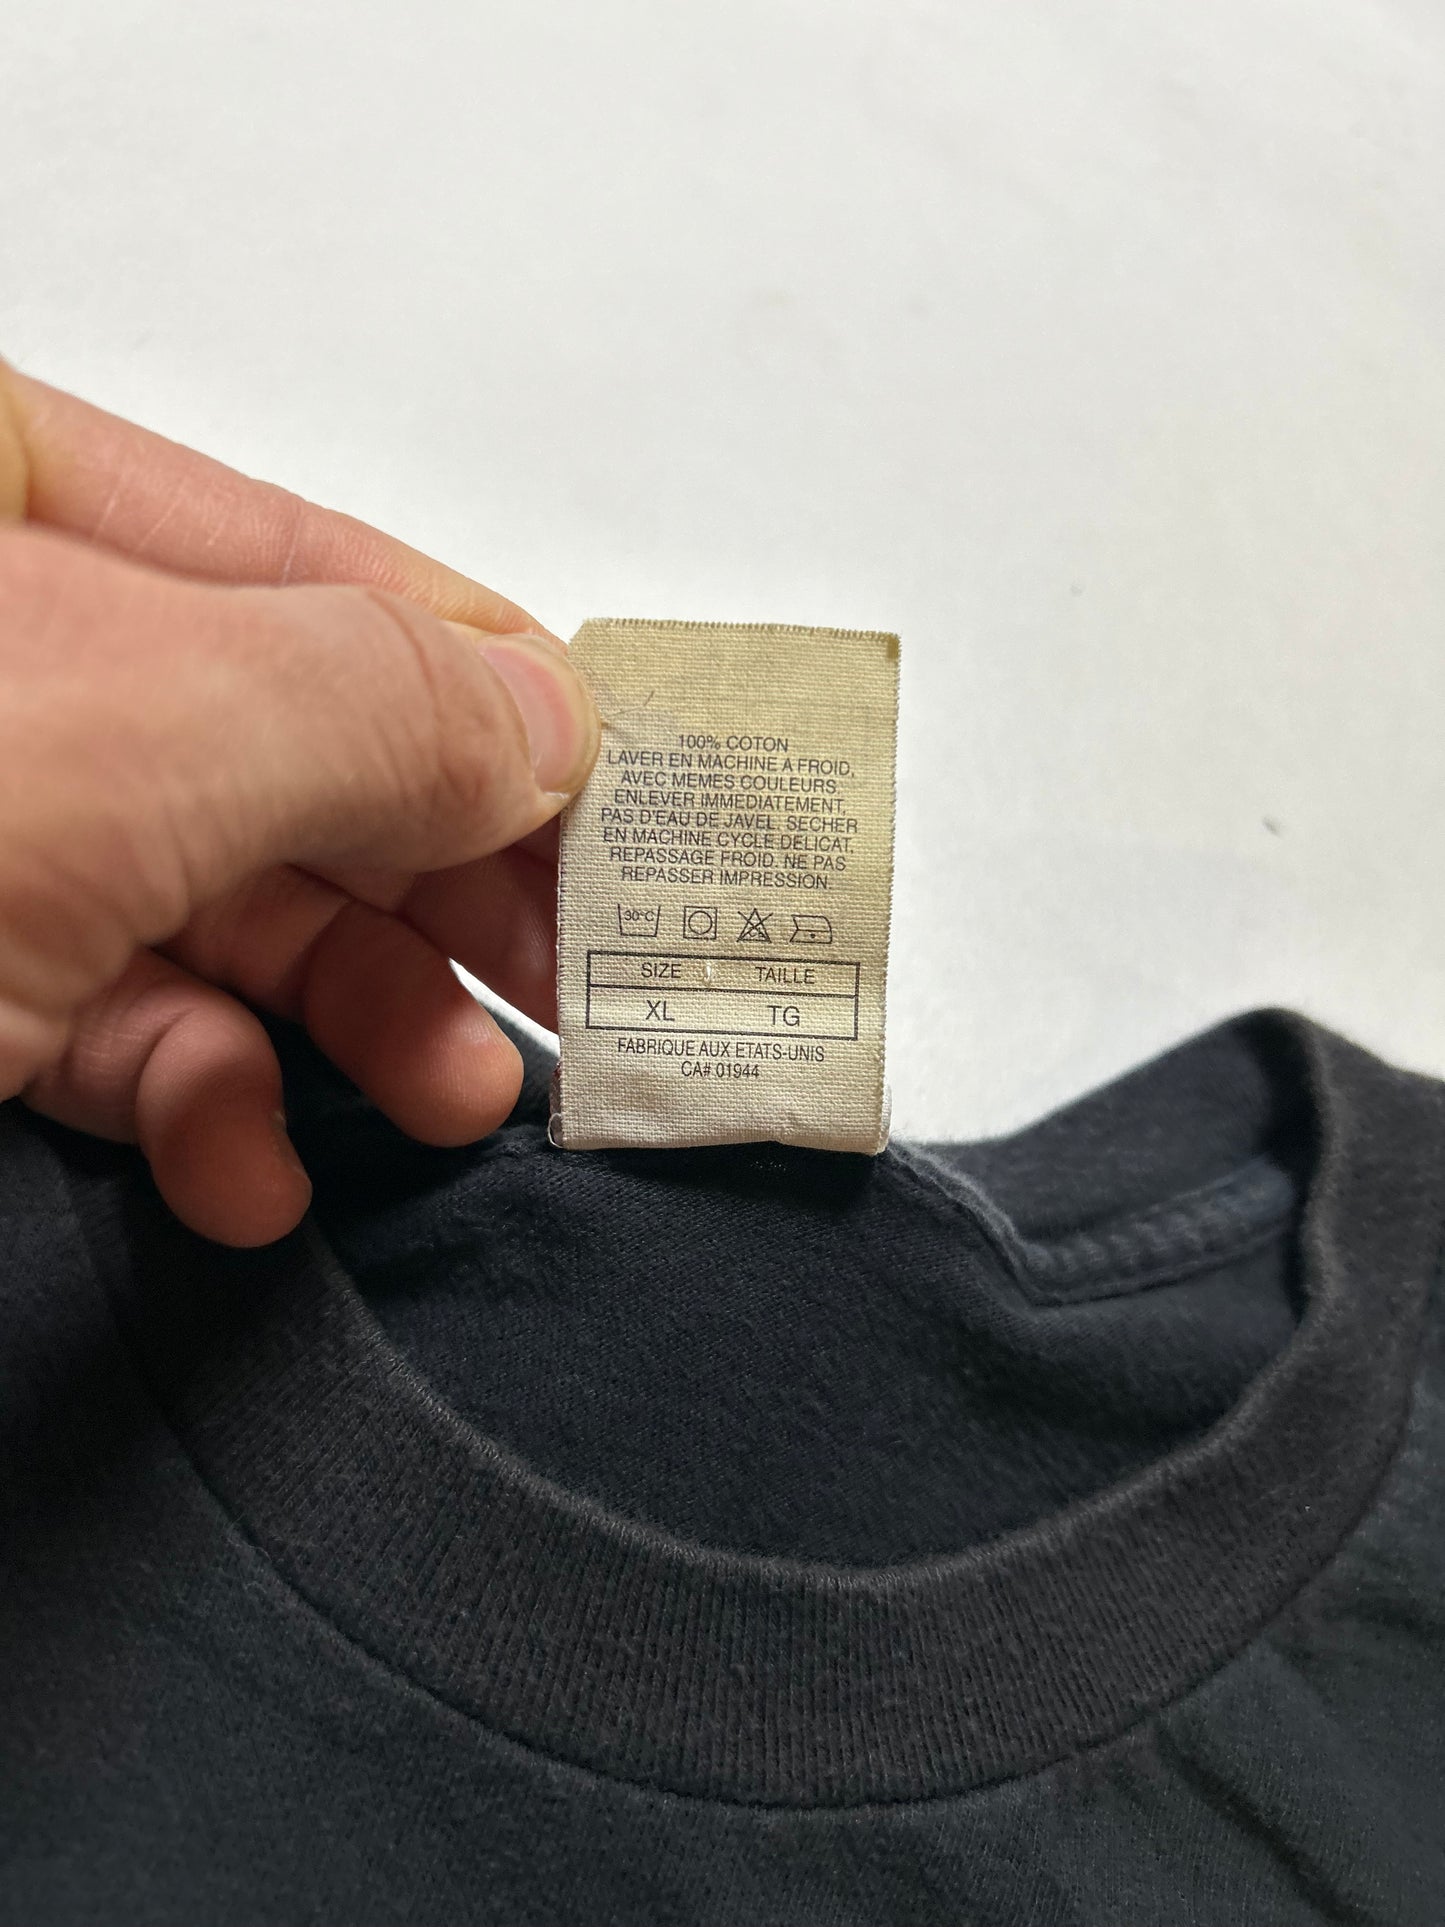 100% COTON
LAVER EN MACHINE A FROID,
AVEC MEMES COULEURS.
ENLEVER IMMEDIATEMENT.
PAS D'EAU DE JAVEL. SECHER
EN MACHINE CYCLE DELICAT.
REPASSAGE FROID. NE PAS
REPASSER IMPRESSION.
30°C
SIZE TAILLE
XL TG
FABRIQUE AUX ETATS-UNIS
CA# 01944